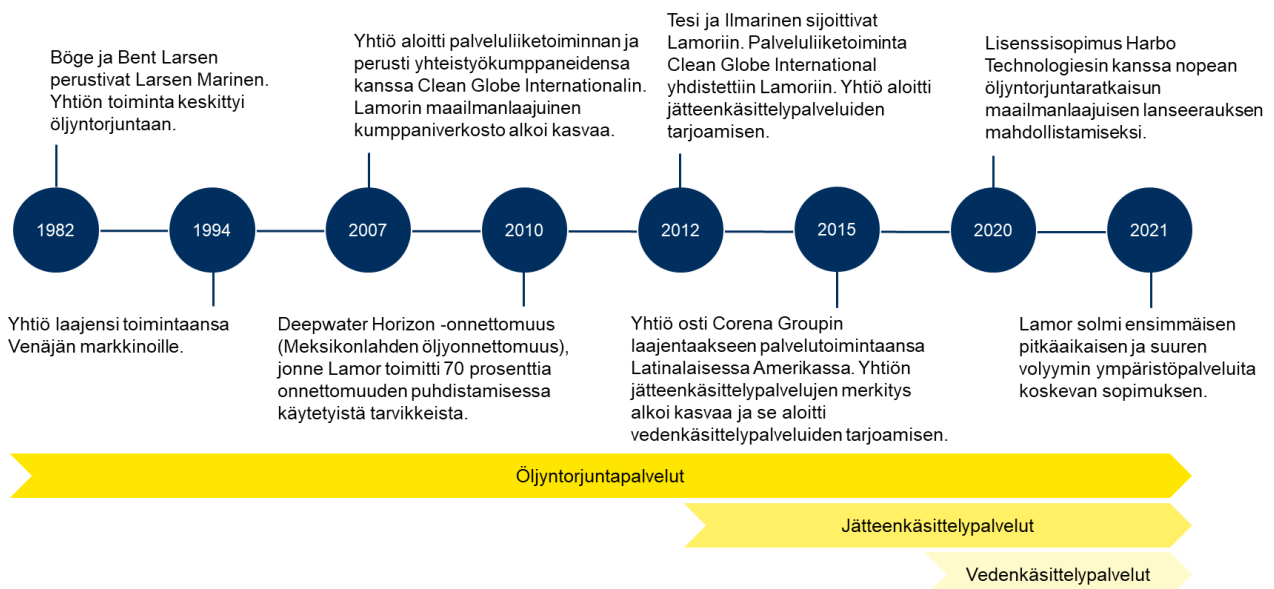 Böge ja Bent Larsen
perustivat Larsen Marinen.
Yhtiön toiminta keskittyi
öljyntorjuntaan.
Yhtiö aloitti palveluliiketoiminnan ja
perusti yhteistyökumppaneidensa
kanssa Clean Globe Internationalin.
Lamorin maailmanlaajuinen
kumppaniverkosto alkoi kasvaa.
Tesi ja Ilmarinen sijoittivat
Lamoriin. Palveluliiketoiminta
Clean Globe International
yhdistettiin Lamoriin. Yhtiö aloitti
jätteenkäsittelypalveluiden
tarjoamisen.
Lisenssisopimus Harbo
Technologiesin kanssa nopean
öljyntorjuntaratkaisun
maailmanlaajuisen lanseerauksen
mahdollistamiseksi.
1982
1994
2007
2010
2012
2015
2020
2021
Yhtiö laajensi toimintaansa
Venäjän markkinoille.
Deepwater Horizon -onnettomuus
(Meksikonlahden öljyonnettomuus),
jonne Lamor toimitti 70 prosenttia
onnettomuuden puhdistamisessa
käytetyistä tarvikkeista.
Yhtiö osti Corena Groupin
laajentaakseen palvelutoimintaansa
Latinalaisessa Amerikassa. Yhtiön
jätteenkäsittelypalvelujen merkitys
alkoi kasvaa ja se aloitti
vedenkäsittelypalveluiden tarjoamisen.
Lamor solmi ensimmäisen
pitkäaikaisen ja suuren
volyymin ympäristöpalveluita
koskevan sopimuksen.
Öljyntorjuntapalvelut
Jätteenkäsittelypalvelut
Vedenkäsittelypalvelut